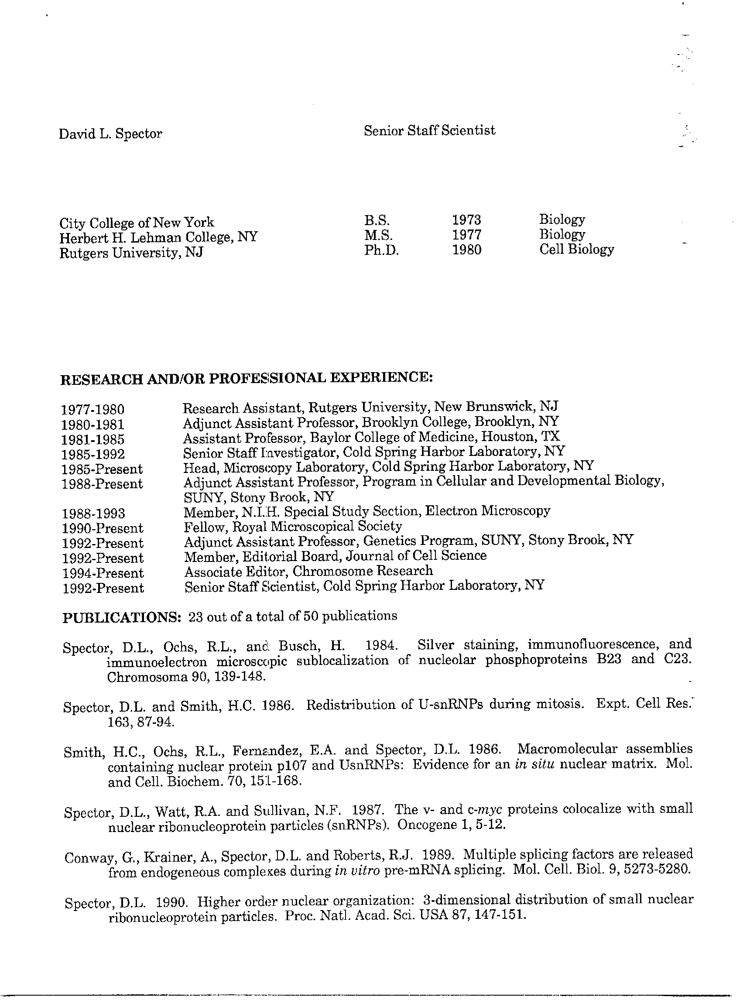 David L. Spector Senior Staff Scientist
City College of New York B.S. 1973 Biology
Herbert H. Lehman College, NY M.S. 1977 Biology
Rutgers University, NJ Ph.D. 1980 Cell Biology
RESEARCH AND/OR PROFESSIONAL EXPERIENCE:
1977-1980 Research Assistant, Rutgers University, New Brunswick, NJ
1980-1981 Adjunct Assistant Professor, Brooklyn College, Brooklyn, NY
1981-1985 Assistant Professor, Baylor College of Medicine, Houston, TX
1985-1992 Senior Staff Investigator, Cold Spring Harbor Laboratory, NY
1985-Present Head, Microscopy Laboratory, Cold Spring Harbor Laboratory, NY
1988-Present Adjunct Assistant Professor, Program in Cellular and Developmental Biology,
SUNY, Stony Brook, NY
1988-1993 Member, N.I.H. Special Study Section, Electron Microscopy
1990-Present Fellow, Royal Microscopical Society
1992-Present Adjunct Assistant Professor, Genetics Program, SUNY, Stony Brook, NY
1992-Present Member, Editorial Board, Journal of Cell Science
1994-Present Associate Editor, Chromosome Research
1992-Present Senior Staff Scientist, Cold Spring Harbor Laboratory, NY
PUBLICATIONS: 23 out of a total of 50 publications
Spector, D.L., Ochs, R.L., and Busch, H. 1984. Silver staining, immunofluorescence, and
immunoelectron microscopic sublocalization of nucleolar phosphoproteins B23 and C23.
Chromosoma 90, 139-148.
Spector, D.L. and Smith, H.C. 1986. Redistribution of U-snRNPs during mitosis. Expt. Cell Res.
163, 87-94.
Smith, H.C., Ochs, R.L., Fernandez, E.A. and Spector, D.L. 1986. Macromolecular assemblies
containing nuclear protein p107 and UsnRNPs: Evidence for an in situ nuclear matrix. Mol.
and Cell. Biochem. 70, 151-168.
Spector, D.L., Watt, R.A. and Sullivan, N.F. 1987. The v- and c-myc proteins colocalize with small
nuclear ribonucleoprotein particles (snRNPs). Oncogene 1, 5-12.
Conway, G., Krainer, A., Spector, D.L. and Roberts, R.J. 1989. Multiple splicing factors are released
from endogeneous complexes during in vitro pre-mRNA splicing. Mol. Cell. Biol. 9, 5273-5280.
Spector, D.L. 1990. Higher order nuclear organization: 3-dimensional distribution of small nuclear
ribonucleoprotein particles. Proc. Natl. Acad. Sci. USA 87, 147-151.